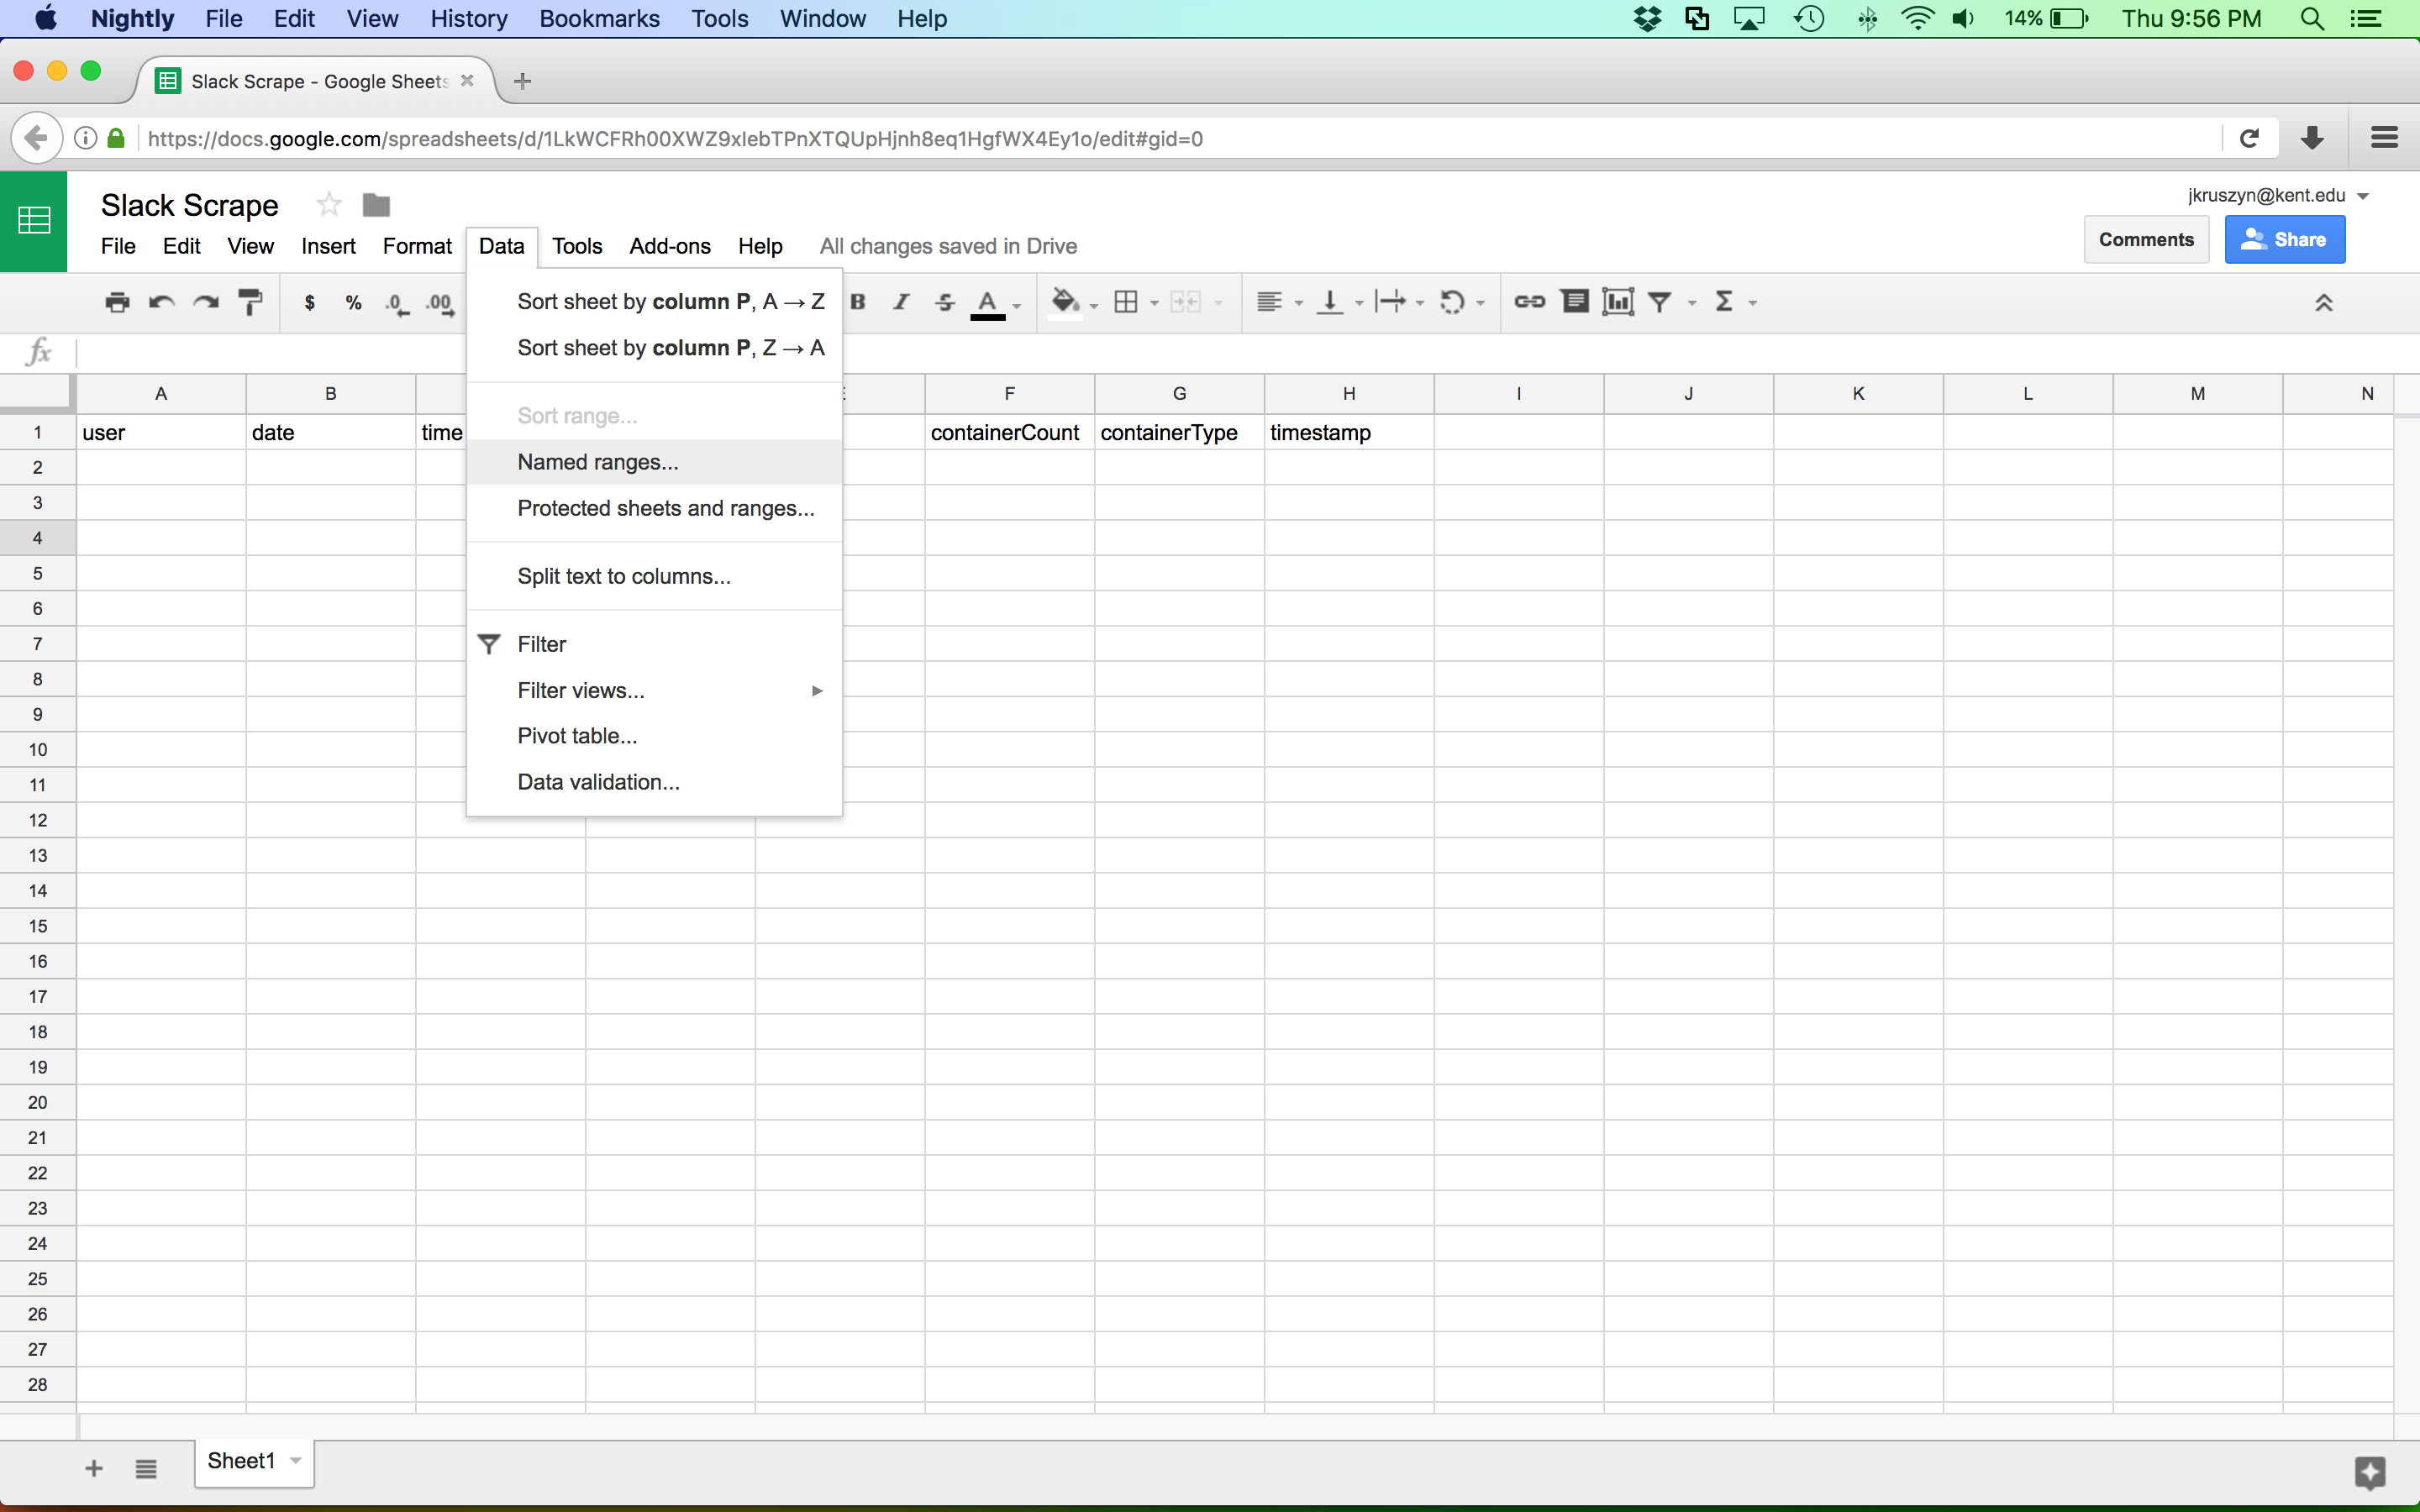 Nightly File Edit View History Bookmarks Tools Window Help 14% Thu 9:56 PM
Slack Scrape - Google Sheets
https://docs.google.com/spreadsheets/d/1LkWCFRh00XWZ9xIebTPnXTQUpHjnh8eq1HgfWX4Ey1o/edit#gid=0
Slack Scrape
jkruszyn@kent.edu
File Edit View Insert Format Data Tools Add-ons Help All changes saved in Drive
Comments Share
$ % .0 .00 B I S A Σ
Sort sheet by column P, A → Z
Sort sheet by column P, Z → A
Sort range...
Named ranges...
Protected sheets and ranges...
Split text to columns...
Filter
Filter views...
Pivot table...
Data validation...
fx
A B F G H I J K L M N
1 user date time containerCount containerType timestamp
2
3
4
5
6
7
8
9
10
11
12
13
14
15
16
17
18
19
20
21
22
23
24
25
26
27
28
Sheet1